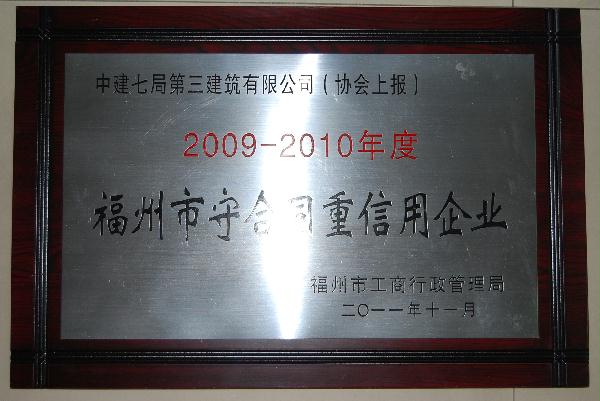 中建七局第三建筑有限公司（协会上报）
2009-2010年度
福州市守合同重信用企业
福州市工商行政管理局
二〇一一年十一月